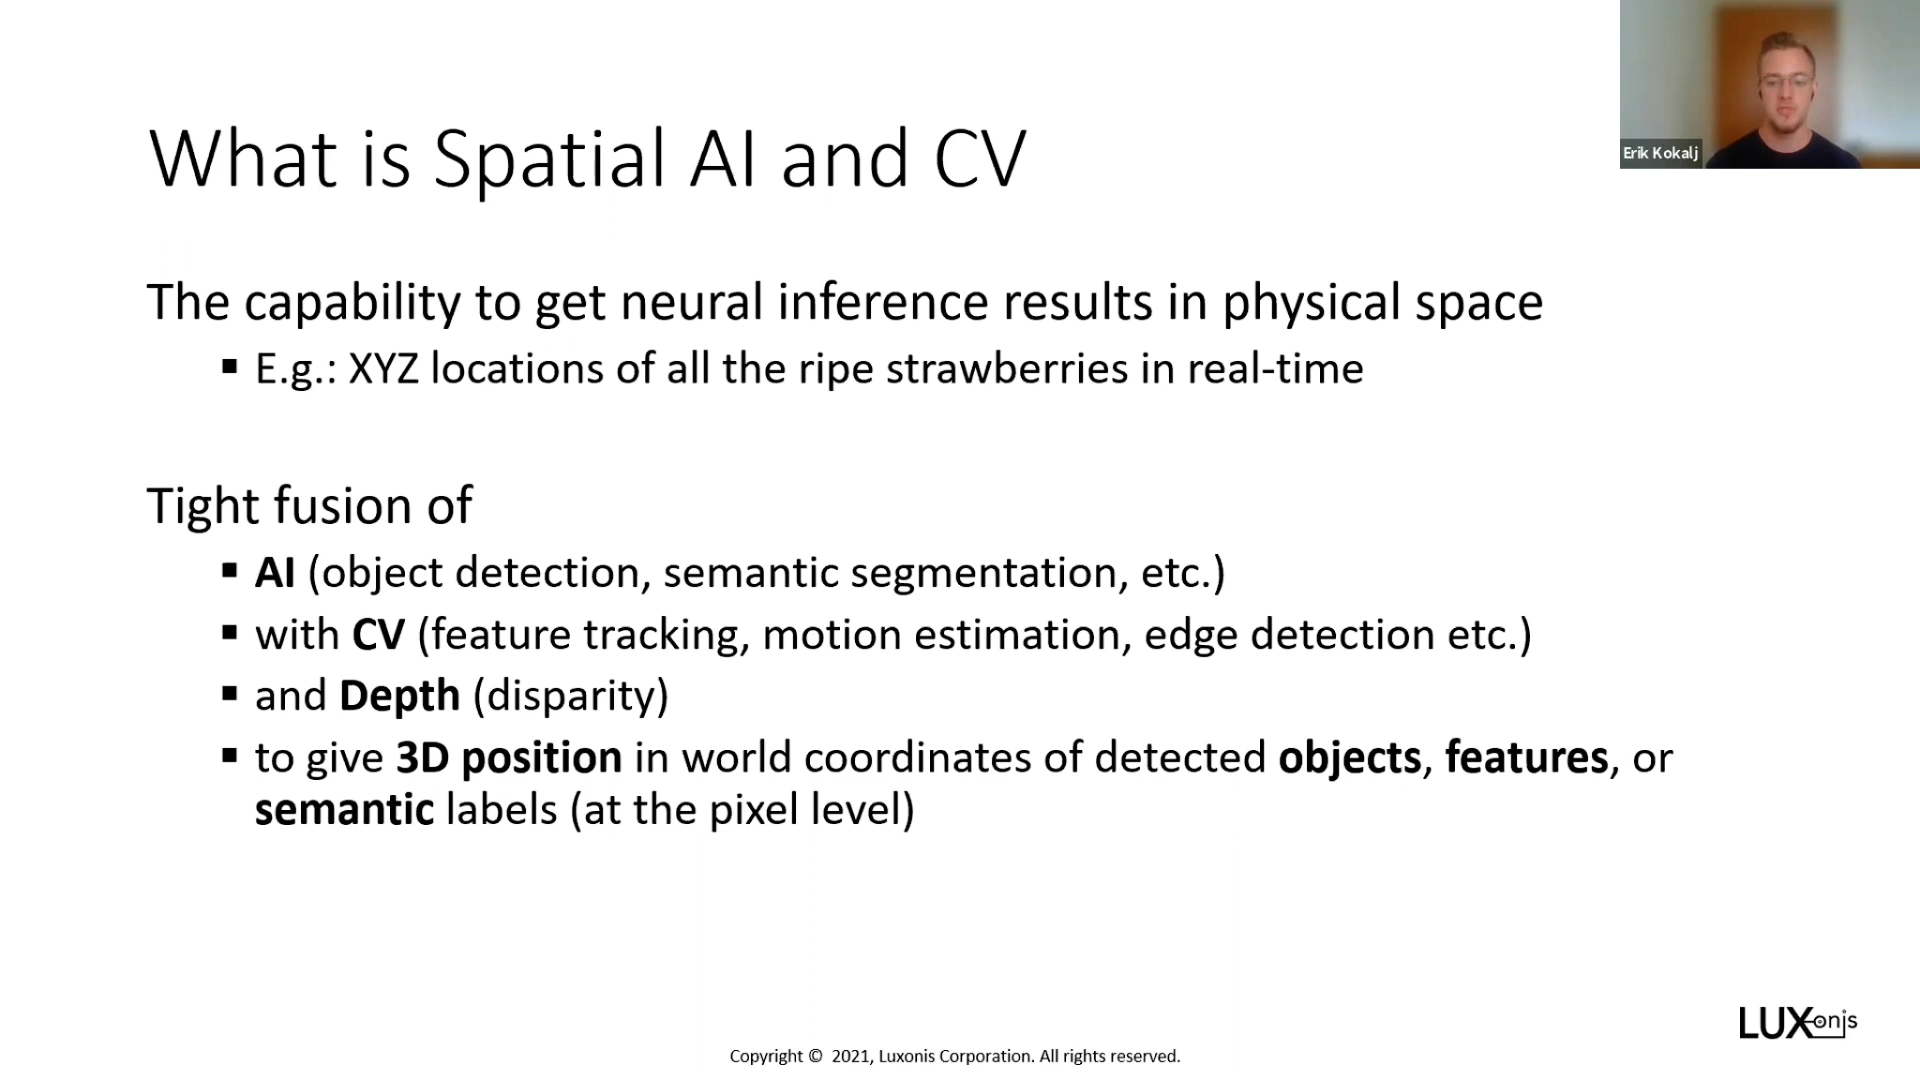 What is Spatial AI and CV
Erik Kokalj
The capability to get neural inference results in physical space
▪ E.g.: XYZ locations of all the ripe strawberries in real-time
Tight fusion of
▪ AI (object detection, semantic segmentation, etc.)
▪ with CV (feature tracking, motion estimation, edge detection etc.)
▪ and Depth (disparity)
▪ to give 3D position in world coordinates of detected objects, features, or
semantic labels (at the pixel level)
LUXonis
Copyright © 2021, Luxonis Corporation. All rights reserved.